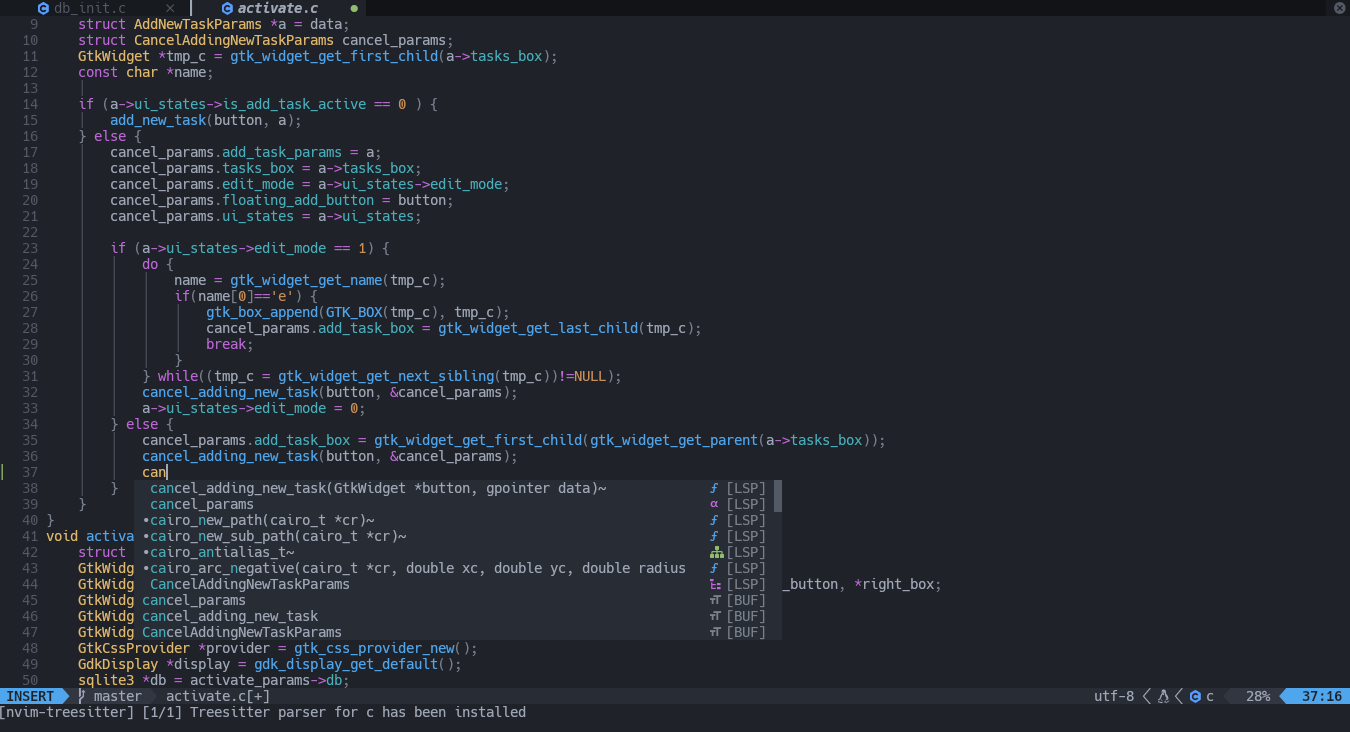 db_init.c × activate.c ●
9 struct AddNewTaskParams *a = data;
10 struct CancelAddingNewTaskParams cancel_params;
11 GtkWidget *tmp_c = gtk_widget_get_first_child(a->tasks_box);
12 const char *name;
13
14 if (a->ui_states->is_add_task_active == 0 ) {
15 add_new_task(button, a);
16 } else {
17 cancel_params.add_task_params = a;
18 cancel_params.tasks_box = a->tasks_box;
19 cancel_params.edit_mode = a->ui_states->edit_mode;
20 cancel_params.floating_add_button = button;
21 cancel_params.ui_states = a->ui_states;
22
23 if (a->ui_states->edit_mode == 1) {
24 do {
25 name = gtk_widget_get_name(tmp_c);
26 if(name[0]=='e') {
27 gtk_box_append(GTK_BOX(tmp_c), tmp_c);
28 cancel_params.add_task_box = gtk_widget_get_last_child(tmp_c);
29 break;
30 }
31 } while((tmp_c = gtk_widget_get_next_sibling(tmp_c))!=NULL);
32 cancel_adding_new_task(button, &cancel_params);
33 a->ui_states->edit_mode = 0;
34 } else {
35 cancel_params.add_task_box = gtk_widget_get_first_child(gtk_widget_get_parent(a->tasks_box));
36 cancel_adding_new_task(button, &cancel_params);
37 can
38 } cancel_adding_new_task(GtkWidget *button, gpointer data)~ ƒ [LSP]
39 } cancel_params α [LSP]
40 } •cairo_new_path(cairo_t *cr)~ ƒ [LSP]
41 void activa •cairo_new_sub_path(cairo_t *cr)~ ƒ [LSP]
42 struct •cairo_antialias_t~ [LSP]
43 GtkWidg •cairo_arc_negative(cairo_t *cr, double xc, double yc, double radius ƒ [LSP]
44 GtkWidg CancelAddingNewTaskParams [LSP] _button, *right_box;
45 GtkWidg cancel_params [BUF]
46 GtkWidg cancel_adding_new_task [BUF]
47 GtkWidg CancelAddingNewTaskParams [BUF]
48 GtkCssProvider *provider = gtk_css_provider_new();
49 GdkDisplay *display = gdk_display_get_default();
50 sqlite3 *db = activate_params->db;
INSERT master activate.c[+] utf-8 c 28% 37:16
[nvim-treesitter] [1/1] Treesitter parser for c has been installed